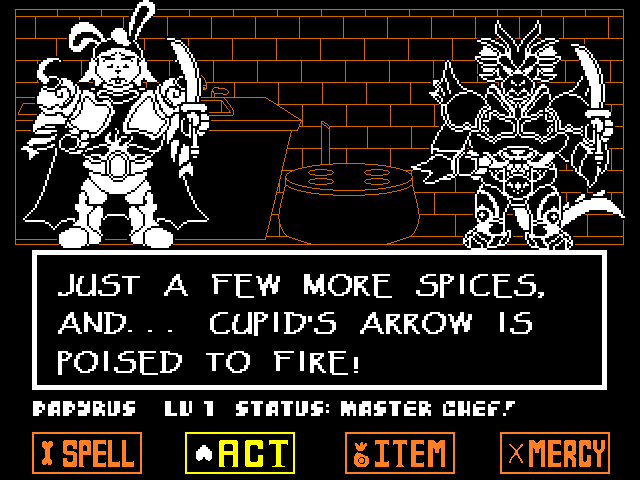 JUST A FEW MORE SPICES,
AND... CUPID'S ARROW IS
POISED TO FIRE!
PAPYRUS LV 1 STATUS: MASTER CHEF!
SPELL ACT ITEM MERCY